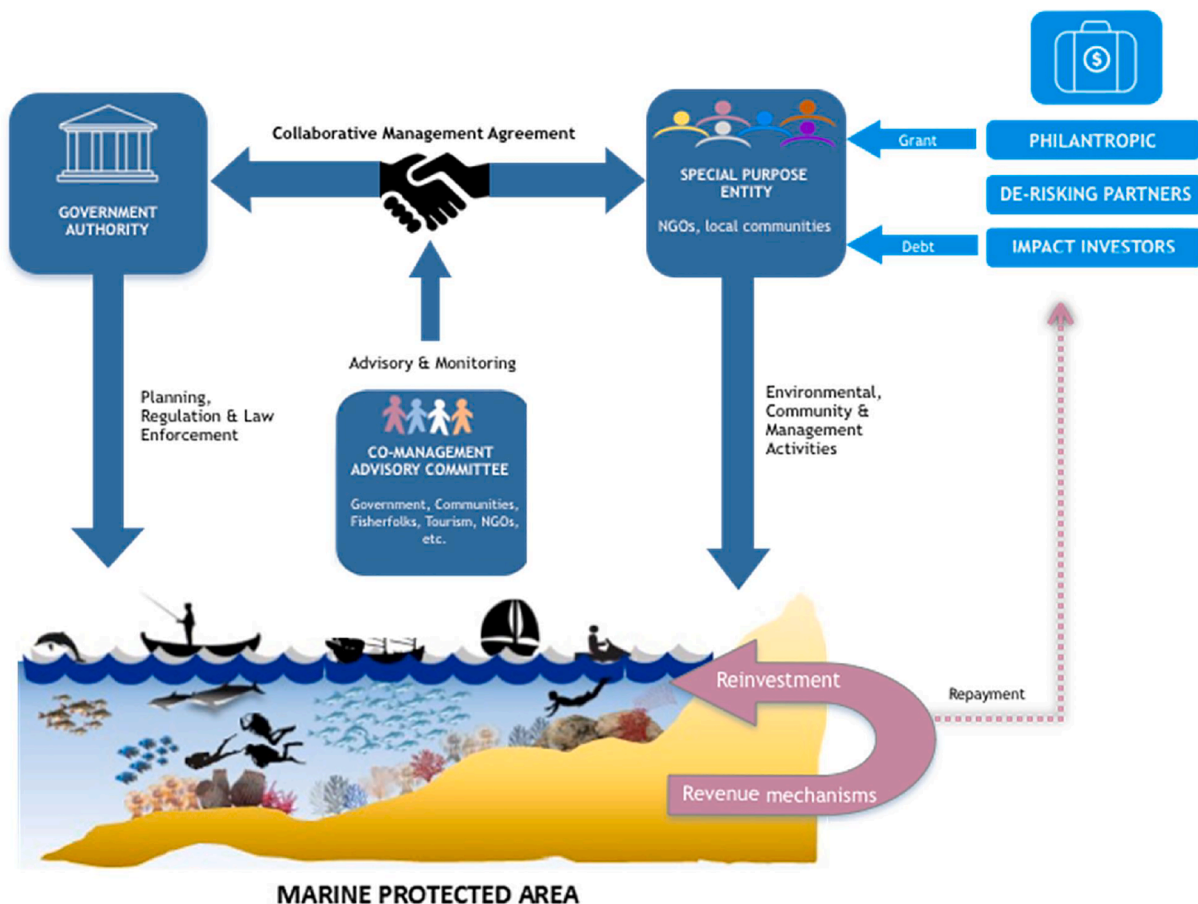 $
Collaborative Management Agreement
GOVERNMENT
AUTHORITY
SPECIAL PURPOSE
ENTITY
NGOs, local communities
Grant
PHILANTROPIC
DE-RISKING PARTNERS
Debt
IMPACT INVESTORS
Advisory & Monitoring
Planning,
Regulation & Law
Enforcement
CO-MANAGEMENT
ADVISORY COMMITTEE
Government, Communities,
Fisherfolks, Tourism, NGOs,
etc.
Environmental,
Community &
Management
Activities
Reinvestment
Repayment
Revenue mechanisms
MARINE PROTECTED AREA